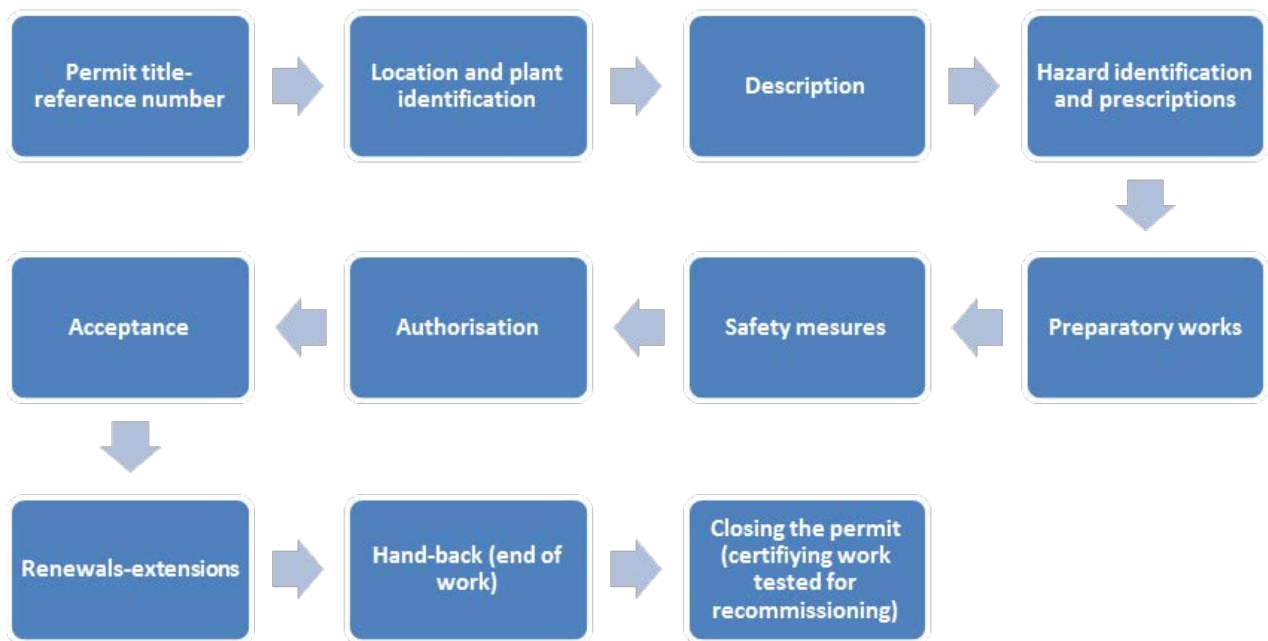 Permit title-
reference number
Location and plant
identification
Description
Hazard identification
and prescriptions
Preparatory works
Safety mesures
Authorisation
Acceptance
Renewals-extensions
Hand-back (end of
work)
Closing the permit
(certifiying work
tested for
recommissioning)